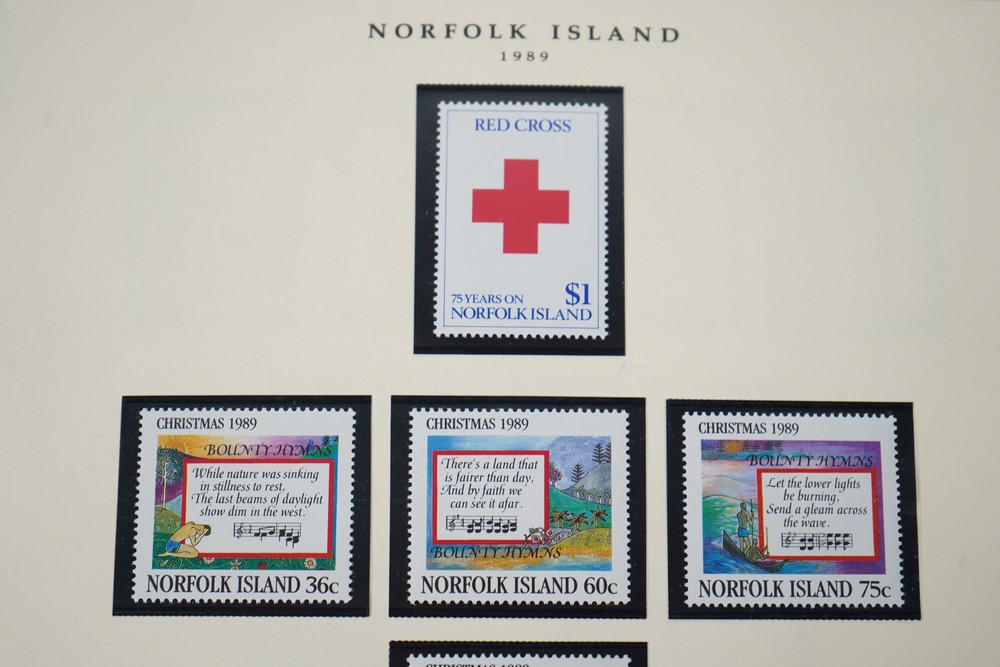 NORFOLK ISLAND
1989
RED CROSS
75 YEARS ON $1
NORFOLK ISLAND
CHRISTMAS 1989
BOUNTY HYMNS
While nature was sinking
in stillness to rest,
The last beams of daylight
show dim in the west.
NORFOLK ISLAND 36c
CHRISTMAS 1989
There's a land that
is fairer than day,
And by faith we
can see it afar.
BOUNTY HYMNS
NORFOLK ISLAND 60c
CHRISTMAS 1989
BOUNTY HYMNS
Let the lower lights
be burning,
Send a gleam across
the wave.
NORFOLK ISLAND 75c
CHRISTMAS 1989